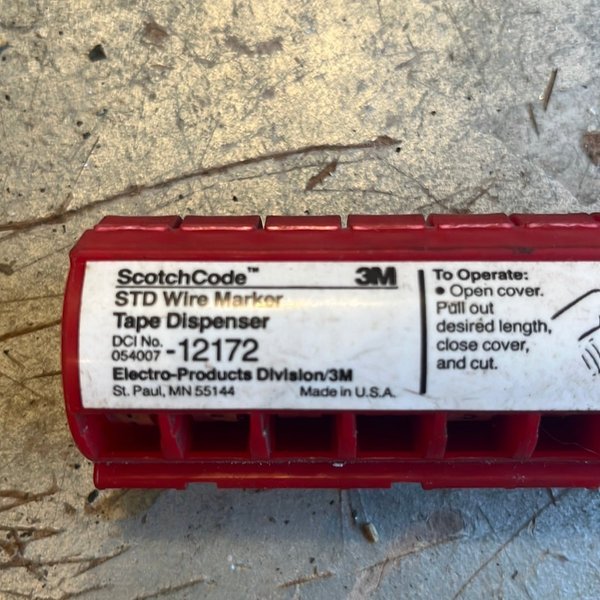 ScotchCode™ 3M
STD Wire Marker
Tape Dispenser
DCI No.
054007-12172
Electro-Products Division/3M
St. Paul, MN 55144 Made in U.S.A.
To Operate:
• Open cover.
Pull out
desired length,
close cover,
and cut.